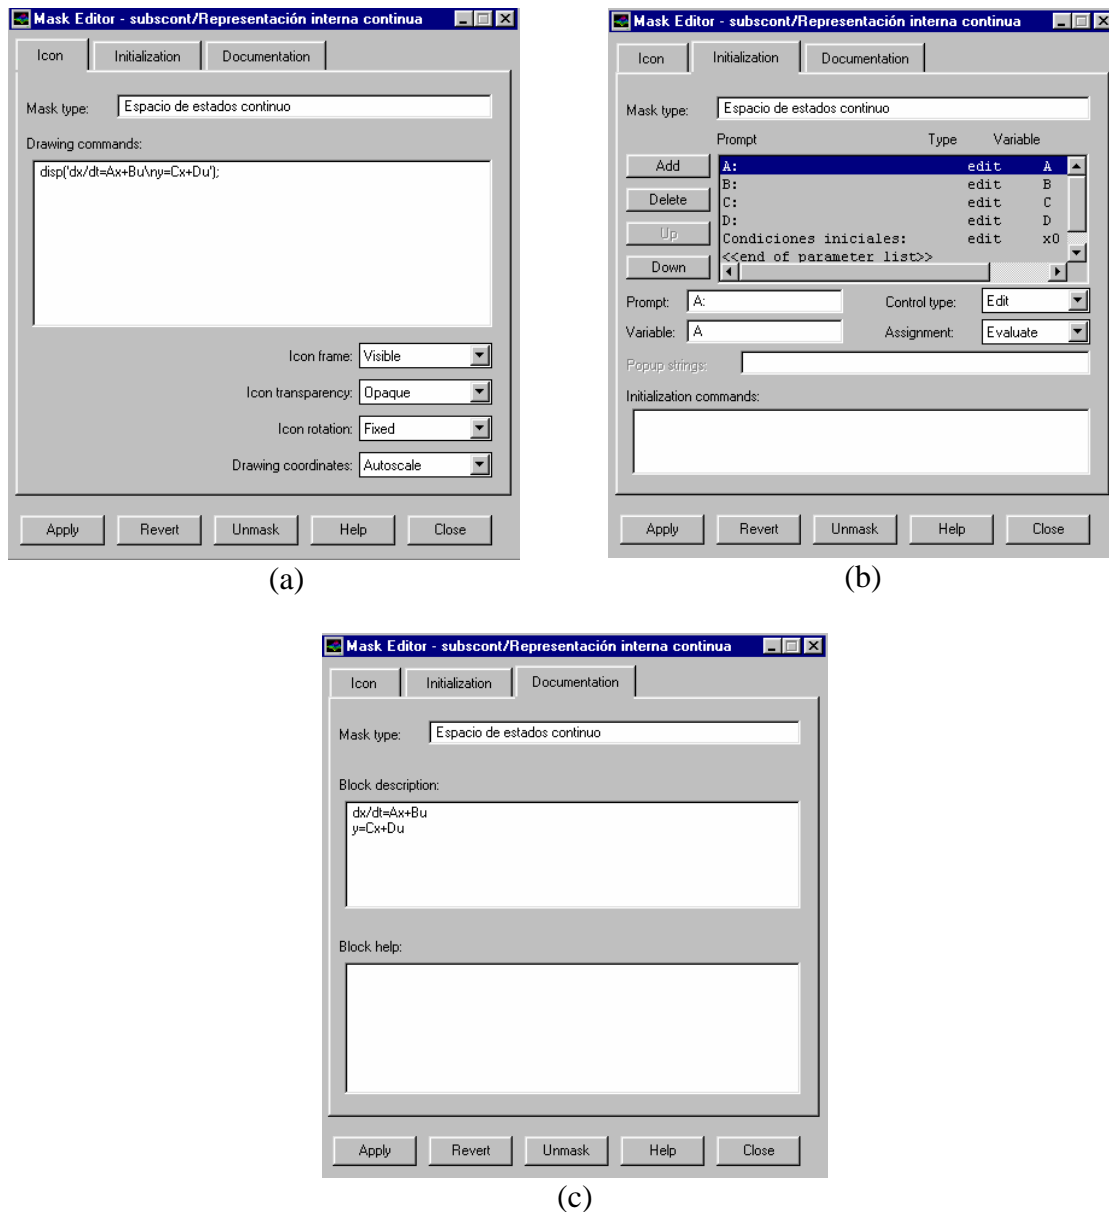 Mask Editor - subscont/Representación interna continua
Icon
Initialization
Documentation
Mask type: Espacio de estados continuo
Drawing commands:
disp('dx/dt=Ax+Bu\ny=Cx+Du');
Icon frame: Visible
Icon transparency: Opaque
Icon rotation: Fixed
Drawing coordinates: Autoscale
Apply Revert Unmask Help Close
(a)
Mask Editor - subscont/Representación interna continua
Icon
Initialization
Documentation
Mask type: Espacio de estados continuo
Prompt Type Variable
Add
Delete
Up
Down
A: edit A
B: edit B
C: edit C
D: edit D
Condiciones iniciales: edit x0
<<end of parameter list>>
Prompt: A: Control type: Edit
Variable: A Assignment: Evaluate
Popup strings:
Initialization commands:
Apply Revert Unmask Help Close
(b)
Mask Editor - subscont/Representación interna continua
Icon
Initialization
Documentation
Mask type: Espacio de estados continuo
Block description:
dx/dt=Ax+Bu
y=Cx+Du
Block help:
Apply Revert Unmask Help Close
(c)